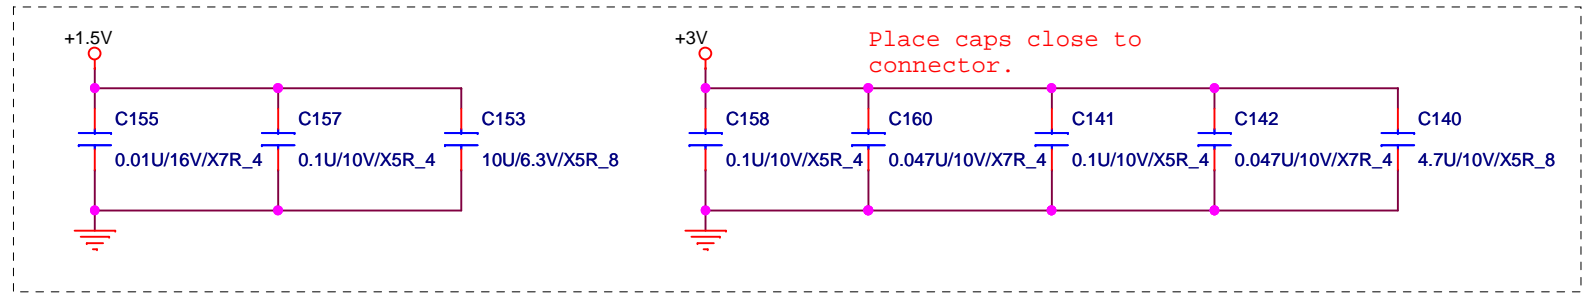 +1.5V
+3V
Place caps close to
connector.
C155
C157
C153
C158
C160
C141
C142
C140
0.01U/16V/X7R_4
0.1U/10V/X5R_4
10U/6.3V/X5R_8
0.1U/10V/X5R_4
0.047U/10V/X7R_4
0.1U/10V/X5R_4
0.047U/10V/X7R_4
4.7U/10V/X5R_8